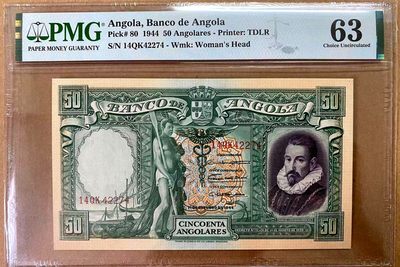 PMG
PAPER MONEY GUARANTY
Angola, Banco de Angola
Pick# 80 1944 50 Angolares - Printer: TDLR
S/N 14QK42274 - Wmk: Woman's Head
63
Choice Uncirculated
50 BANCO DE ANGOLA 50
14QK42274
14QK42274
50 CINCOENTA ANGOLARES 50